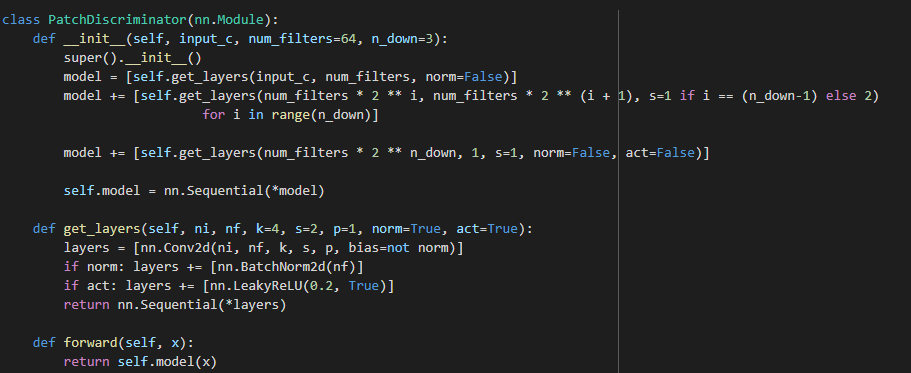 class PatchDiscriminator(nn.Module):
    def __init__(self, input_c, num_filters=64, n_down=3):
        super().__init__()
        model = [self.get_layers(input_c, num_filters, norm=False)]
        model += [self.get_layers(num_filters * 2 ** i, num_filters * 2 ** (i + 1), s=1 if i == (n_down-1) else 2)
                          for i in range(n_down)]

        model += [self.get_layers(num_filters * 2 ** n_down, 1, s=1, norm=False, act=False)]

        self.model = nn.Sequential(*model)

    def get_layers(self, ni, nf, k=4, s=2, p=1, norm=True, act=True):
        layers = [nn.Conv2d(ni, nf, k, s, p, bias=not norm)]
        if norm: layers += [nn.BatchNorm2d(nf)]
        if act: layers += [nn.LeakyReLU(0.2, True)]
        return nn.Sequential(*layers)

    def forward(self, x):
        return self.model(x)